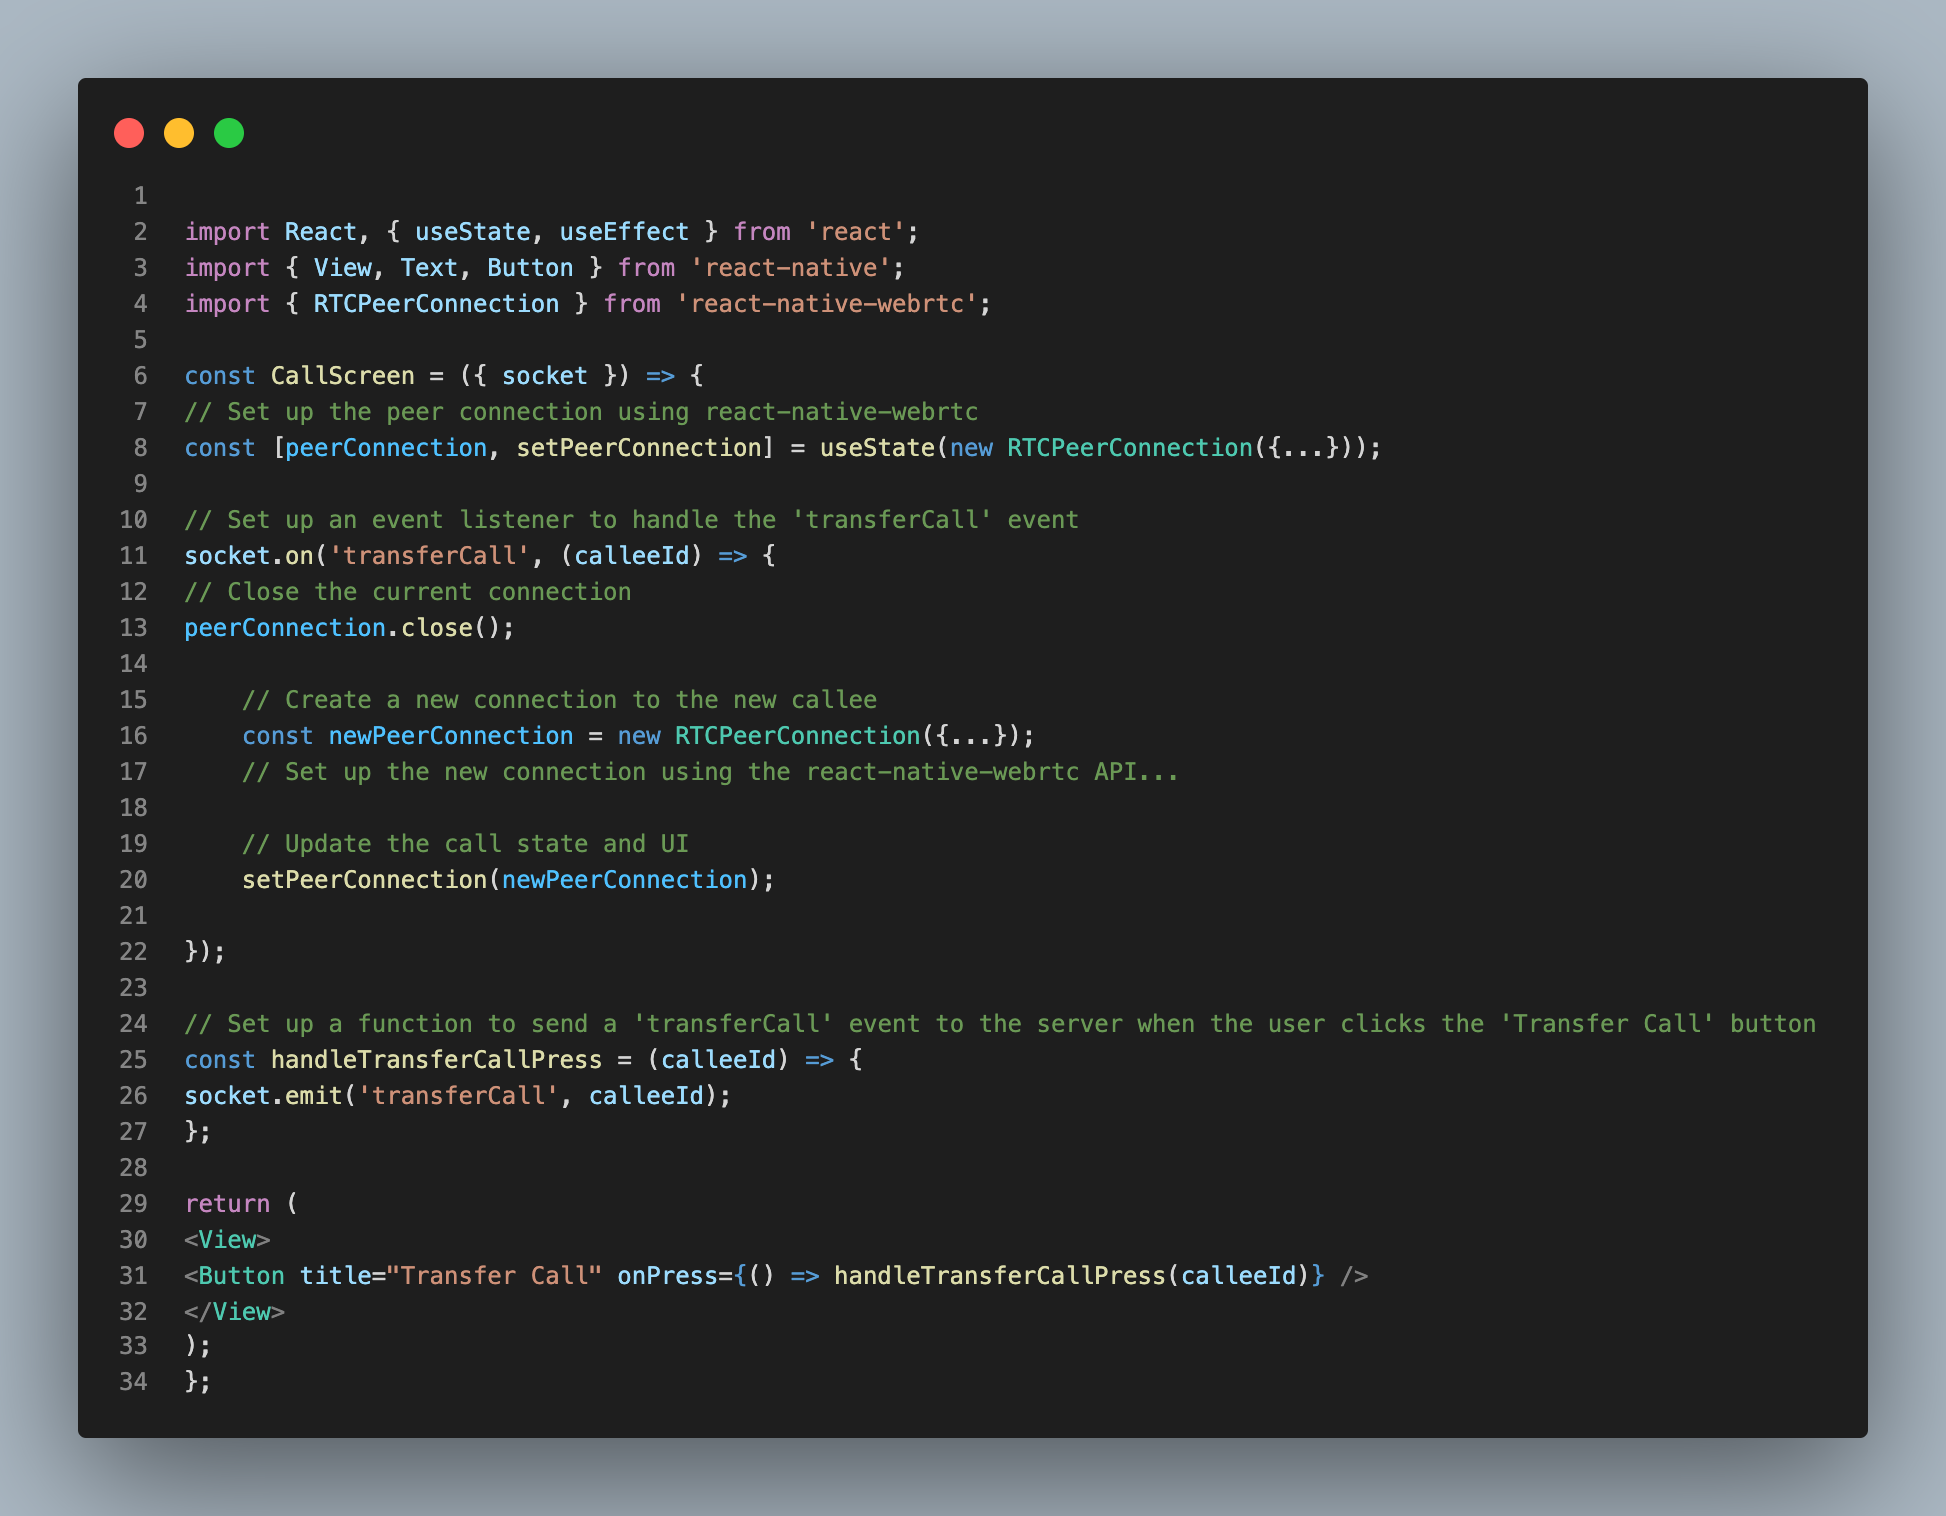 1
2 import React, { useState, useEffect } from 'react';
3 import { View, Text, Button } from 'react-native';
4 import { RTCPeerConnection } from 'react-native-webrtc';
5
6 const CallScreen = ({ socket }) => {
7 // Set up the peer connection using react-native-webrtc
8 const [peerConnection, setPeerConnection] = useState(new RTCPeerConnection({...}));
9
10 // Set up an event listener to handle the 'transferCall' event
11 socket.on('transferCall', (calleeId) => {
12 // Close the current connection
13 peerConnection.close();
14
15     // Create a new connection to the new callee
16     const newPeerConnection = new RTCPeerConnection({...});
17     // Set up the new connection using the react-native-webrtc API...
18
19     // Update the call state and UI
20     setPeerConnection(newPeerConnection);
21
22 });
23
24 // Set up a function to send a 'transferCall' event to the server when the user clicks the 'Transfer Call' button
25 const handleTransferCallPress = (calleeId) => {
26 socket.emit('transferCall', calleeId);
27 };
28
29 return (
30 <View>
31 <Button title="Transfer Call" onPress={() => handleTransferCallPress(calleeId)} />
32 </View>
33 );
34 };